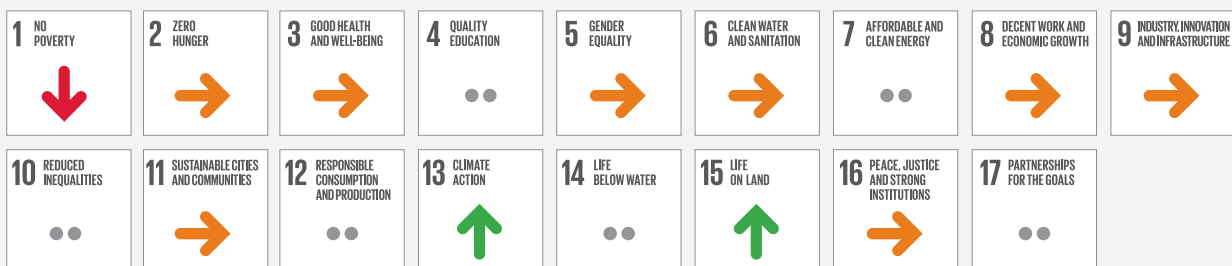 1 NO
POVERTY
2 ZERO
HUNGER
3 GOOD HEALTH
AND WELL-BEING
4 QUALITY
EDUCATION
5 GENDER
EQUALITY
6 CLEAN WATER
AND SANITATION
7 AFFORDABLE AND
CLEAN ENERGY
8 DECENT WORK AND
ECONOMIC GROWTH
9 INDUSTRY, INNOVATION
AND INFRASTRUCTURE
10 REDUCED
INEQUALITIES
11 SUSTAINABLE CITIES
AND COMMUNITIES
12 RESPONSIBLE
CONSUMPTION
AND PRODUCTION
13 CLIMATE
ACTION
14 LIFE
BELOW WATER
15 LIFE
ON LAND
16 PEACE, JUSTICE
AND STRONG
INSTITUTIONS
17 PARTNERSHIPS
FOR THE GOALS